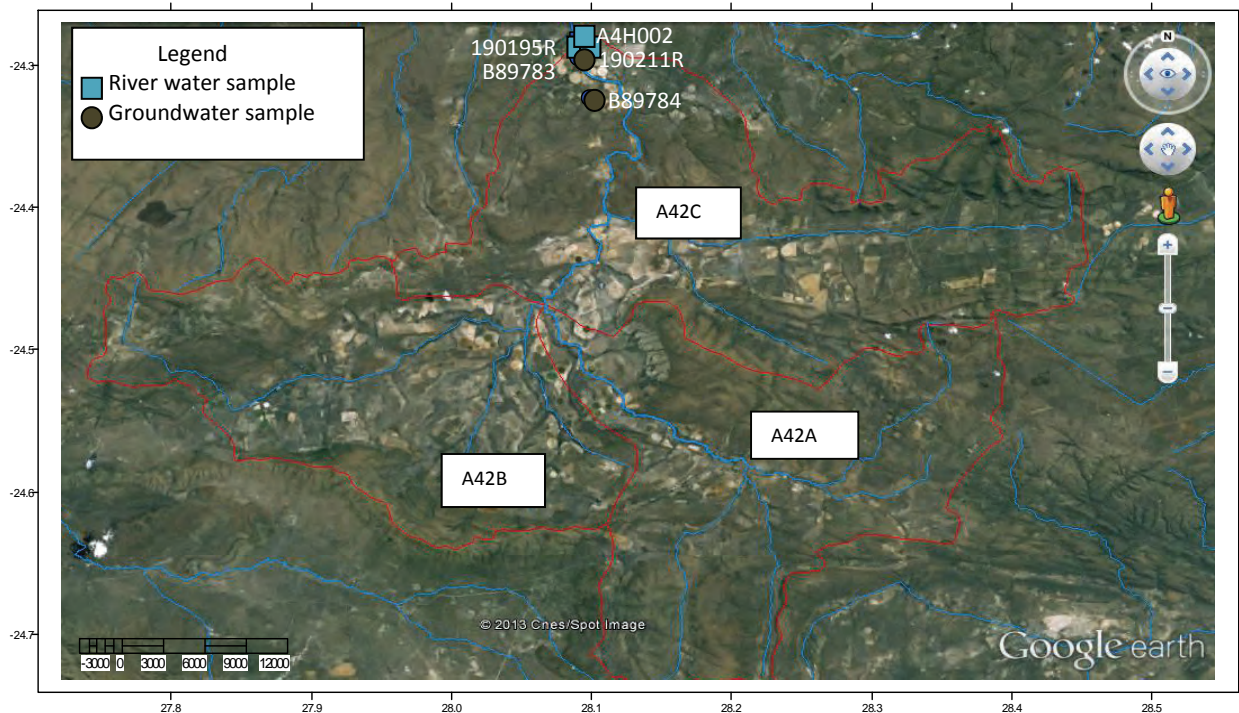 Legend
River water sample
Groundwater sample
A4H002
190195R
190211R
B89783
B89784
N
A42C
A42A
A42B
-24.3
-24.4
-24.5
-24.6
-24.7
© 2013 Cnes/Spot Image
Google earth
-3000 0 3000 6000 9000 12000
27.8 27.9 28.0 28.1 28.2 28.3 28.4 28.5